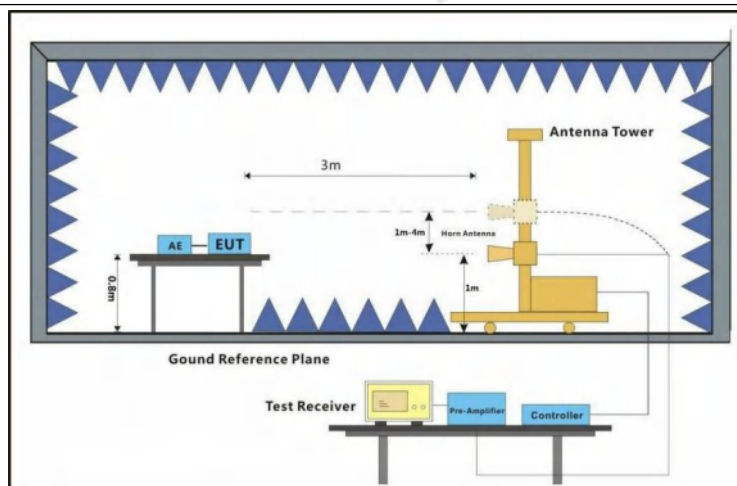 Antenna Tower
3m
1m-4m
Horn Antenna
AE
EUT
0.8m
1m
Gound Reference Plane
Test Receiver
Pre-Amplifier
Controller